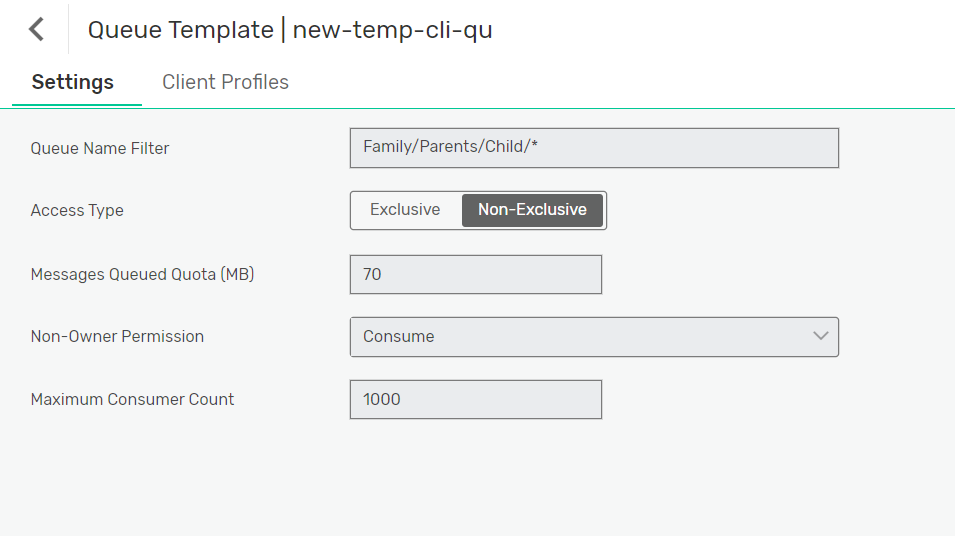 Queue Template | new-temp-cli-qu
Settings Client Profiles
Queue Name Filter Family/Parents/Child/*
Access Type Exclusive Non-Exclusive
Messages Queued Quota (MB) 70
Non-Owner Permission Consume
Maximum Consumer Count 1000